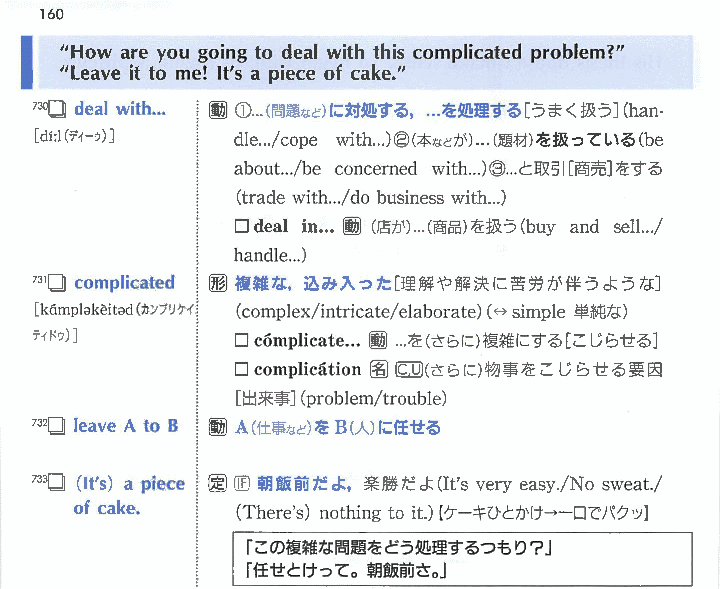 160
“How are you going to deal with this complicated problem?”
“Leave it to me! It's a piece of cake.”
730□ deal with...
[díːl(ディーゥ)]
動 ①...(問題など)に対処する，...を処理する[うまく扱う](han-
dle.../cope with...)②(本などが)...(題材)を扱っている(be
about.../be concerned with...)③...と取引[商売]をする
(trade with.../do business with...)
□ deal in... 動 (店が)...(商品)を扱う(buy and sell.../
handle...)
731□ complicated
[kámpləkèitəd(カンプリケイ
ティドゥ)]
形 複雑な，込み入った[理解や解決に苦労が伴うような]
(complex/intricate/elaborate)(↔ simple 単純な)
□ cómplicate... 動 ...を(さらに)複雑にする[こじらせる]
□ complicátion 名 C,U(さらに)物事をこじらせる要因
[出来事](problem/trouble)
732□ leave A to B
動 A(仕事など)をB(人)に任せる
733□ (It's) a piece
of cake.
定 IF 朝飯前だよ，楽勝だよ(It's very easy./No sweat./
(There's) nothing to it.)【ケーキひとかけ→一口でパクッ】
「この複雑な問題をどう処理するつもり？」
「任せとけって。朝飯前さ。」